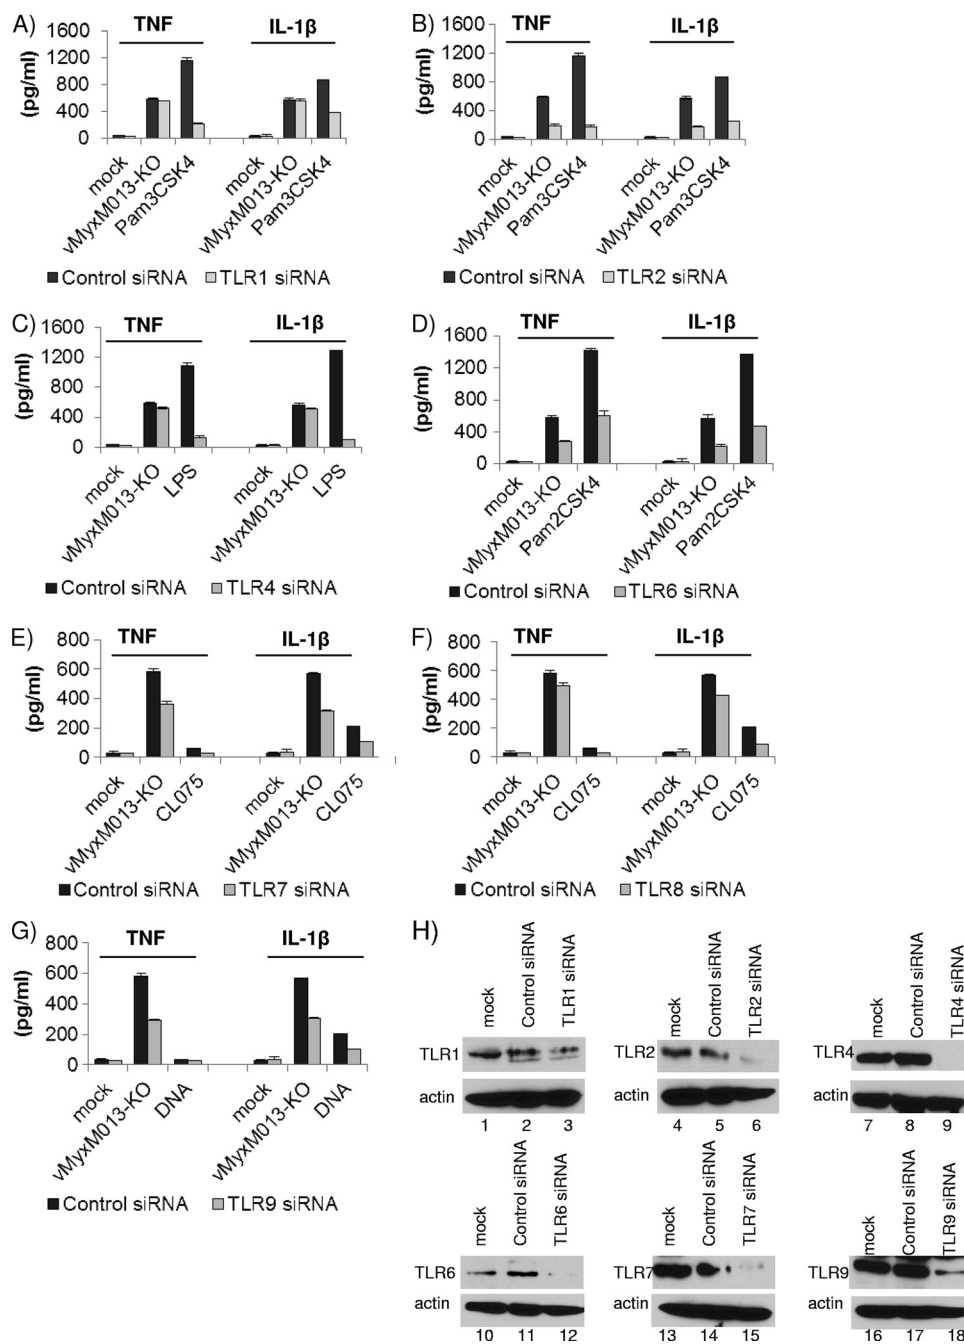 A)
TNF
IL-1β
(pg/ml)
1600
1200
800
400
0
mock
vMyxM013-KO
Pam3CSK4
mock
vMyxM013-KO
Pam3CSK4
Control siRNA
TLR1 siRNA
B)
TNF
IL-1β
(pg/ml)
1600
1200
800
400
0
mock
vMyxM013-KO
Pam3CSK4
mock
vMyxM013-KO
Pam3CSK4
Control siRNA
TLR2 siRNA
C)
TNF
IL-1β
(pg/ml)
1600
1200
800
400
0
mock
vMyxM013-KO
LPS
mock
vMyxM013-KO
LPS
Control siRNA
TLR4 siRNA
D)
TNF
IL-1β
(pg/ml)
1600
1200
800
400
0
mock
vMyxM013-KO
Pam2CSK4
mock
vMyxM013-KO
Pam2CSK4
Control siRNA
TLR6 siRNA
E)
TNF
IL-1β
(pg/ml)
800
600
400
200
0
mock
vMyxM013-KO
CL075
mock
vMyxM013-KO
CL075
Control siRNA
TLR7 siRNA
F)
TNF
IL-1β
(pg/ml)
800
600
400
200
0
mock
vMyxM013-KO
CL075
mock
vMyxM013-KO
CL075
Control siRNA
TLR8 siRNA
G)
TNF
IL-1β
(pg/ml)
800
600
400
200
0
mock
vMyxM013-KO
DNA
mock
vMyxM013-KO
DNA
Control siRNA
TLR9 siRNA
H)
mock
Control siRNA
TLR1 siRNA
TLR1
actin
1 2 3
mock
Control siRNA
TLR2 siRNA
TLR2
actin
4 5 6
mock
Control siRNA
TLR4 siRNA
TLR4
actin
7 8 9
mock
Control siRNA
TLR6 siRNA
TLR6
actin
10 11 12
mock
Control siRNA
TLR7 siRNA
TLR7
actin
13 14 15
mock
Control siRNA
TLR9 siRNA
TLR9
actin
16 17 18